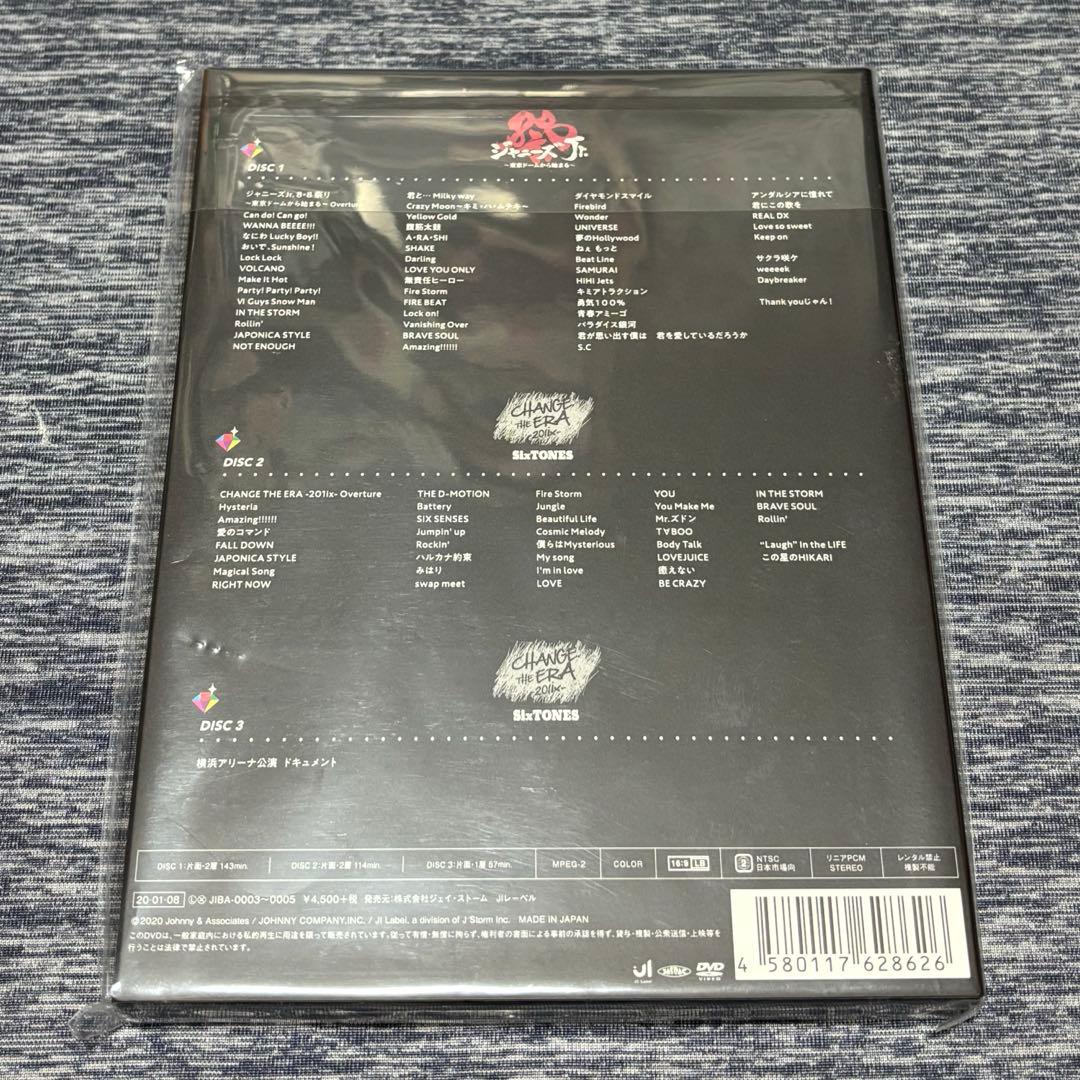 DISC 1
ジャニーズJr.
~東京ドームから始まる~
ジャニーズJr. 8・8 祭り
~東京ドームから始まる~ Overture
Can do! Can go!
WANNA BEEEE!!!
なにわ Lucky Boy!!
おいで、Sunshine!
Lock Lock
VOLCANO
Make it Hot
Party! Party! Party!
VI Guys Snow Man
IN THE STORM
Rollin'
JAPONICA STYLE
NOT ENOUGH
君と… Milky way
Crazy Moon~キミ・ハ・ムテキ~
Yellow Gold
腹筋太鼓
A・RA・SHI
SHAKE
Darling
LOVE YOU ONLY
無責任ヒーロー
Fire Storm
FIRE BEAT
Lock on!
Vanishing Over
BRAVE SOUL
Amazing!!!!!!
ダイヤモンドスマイル
Firebird
Wonder
UNIVERSE
夢のHollywood
ねぇ もっと
Beat Line
SAMURAI
HiHi Jets
キミアトラクション
勇気100%
青春アミーゴ
パラダイス銀河
君が思い出す僕は 君を愛しているだろうか
S.C
アンダルシアに憧れて
君にこの歌を
REAL DX
Love so sweet
Keep on
サクラ咲ケ
weeeek
Daybreaker
Thank youじゃん!
CHANGE
THE ERA
-201ix-
SixTONES
DISC 2
CHANGE THE ERA -201ix- Overture
Hysteria
Amazing!!!!!!
愛のコマンド
FALL DOWN
JAPONICA STYLE
Magical Song
RIGHT NOW
THE D-MOTION
Battery
SIX SENSES
Jumpin' up
Rockin'
ハルカナ約束
みはり
swap meet
Fire Storm
Jungle
Beautiful Life
Cosmic Melody
僕らはMysterious
My song
I'm in love
LOVE
YOU
You Make Me
Mr.ズドン
T∀BOO
Body Talk
LOVEJUICE
癒えない
BE CRAZY
IN THE STORM
BRAVE SOUL
Rollin'
“Laugh” In the LIFE
この星のHIKARI
CHANGE
THE ERA
-201ix-
SixTONES
DISC 3
横浜アリーナ公演 ドキュメント
DISC 1:片面・2層 143min. DISC 2:片面・2層 114min. DISC 3:片面・1層 57min. MPEG-2 COLOR 16:9 LB 2 NTSC 日本市場向 リニアPCM STEREO レンタル禁止 複製不能
20・01・08 Ⓛ Ⓧ JIBA-0003~0005 ¥4,500+税 発売元:株式会社ジェイ・ストーム JIレーベル
©2020 Johnny & Associates / JOHNNY COMPANY,INC. / JI Label, a division of J Storm Inc. MADE IN JAPAN
このDVDは、一般家庭内における私的再生に用途を限って販売されています。従って有償・無償に拘らず、権利者の書面による事前の承認を得ず、貸与・複製・公衆送信・上映等を
行うことは法律で禁止されています。
JI Label
DVD
VIDEO
4 580117 628626